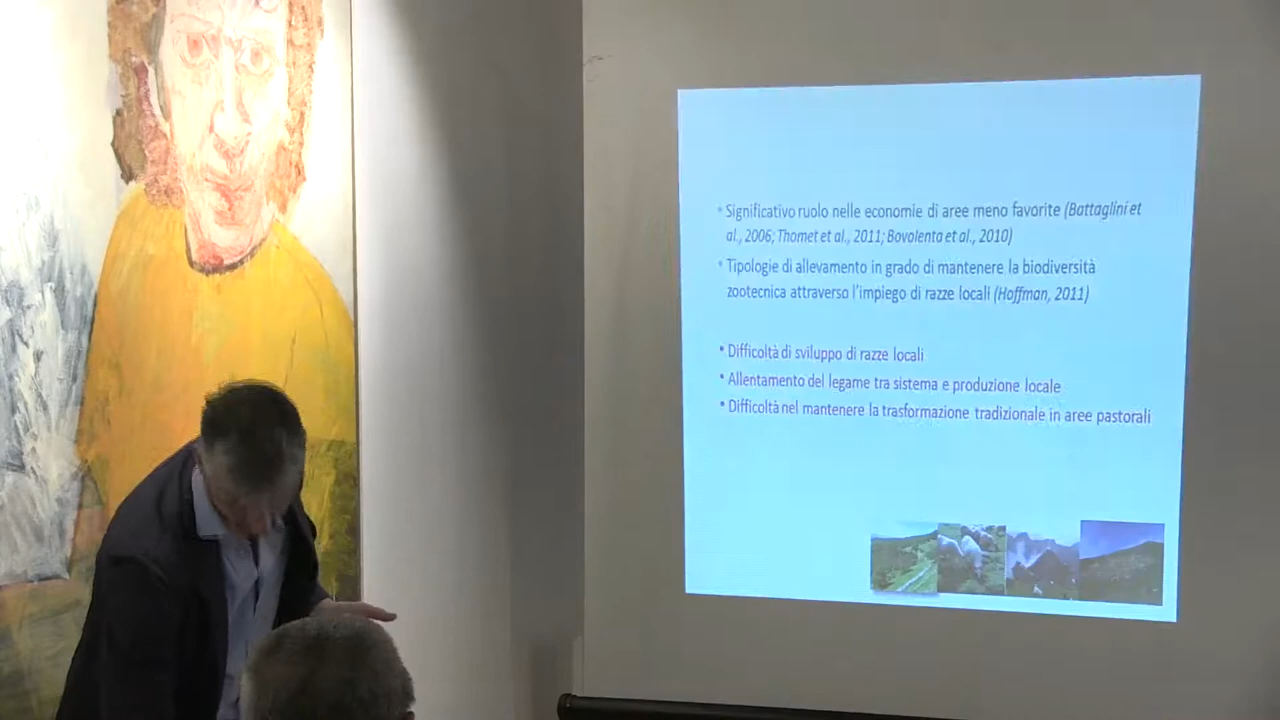 • Significativo ruolo nelle economie di aree meno favorite (Battaglini et
al., 2006; Thomet et al., 2011; Bovolenta et al., 2010)
• Tipologie di allevamento in grado di mantenere la biodiversità
zootecnica attraverso l'impiego di razze locali (Hoffman, 2011)
• Difficoltà di sviluppo di razze locali
• Allentamento del legame tra sistema e produzione locale
• Difficoltà nel mantenere la trasformazione tradizionale in aree pastorali